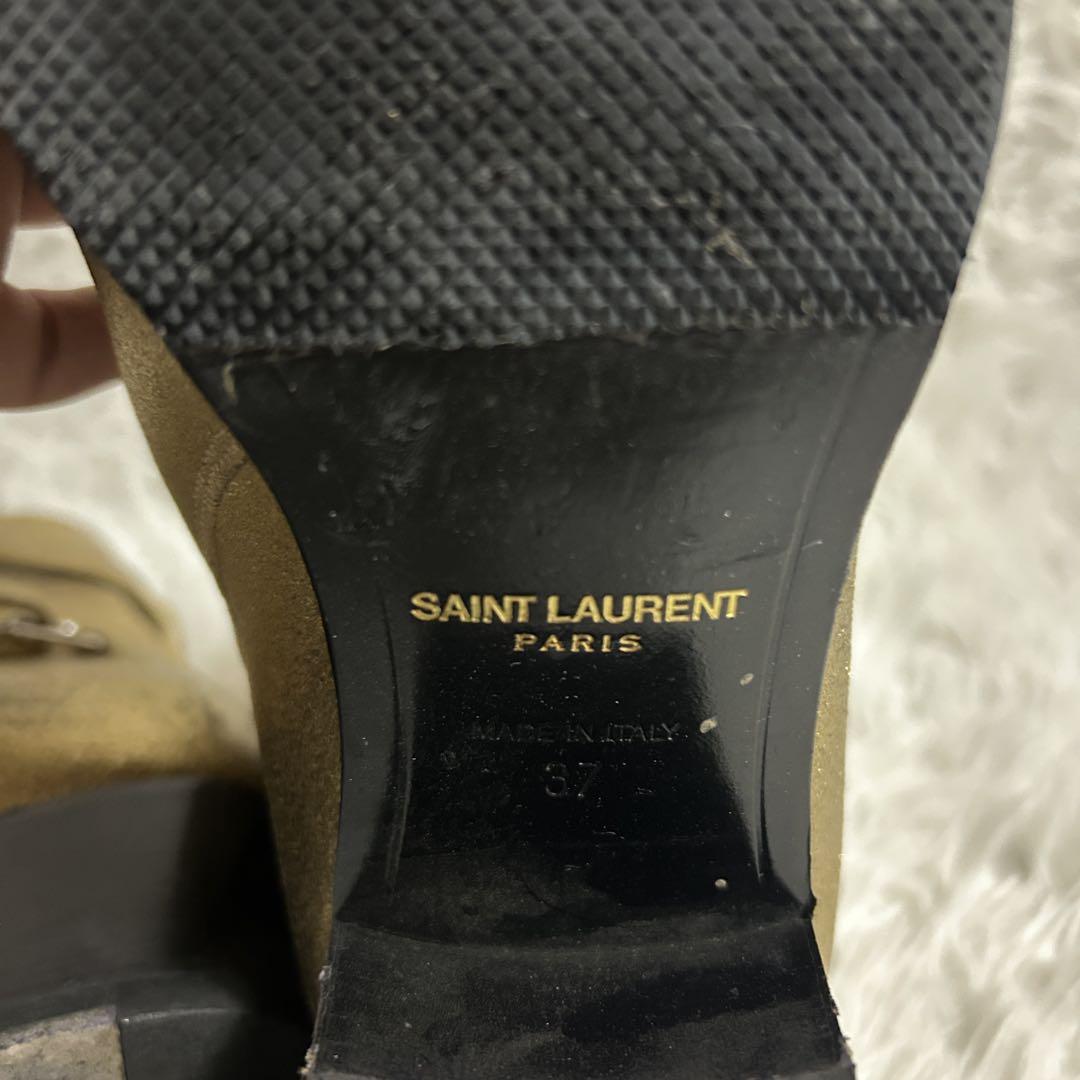 SAINT LAURENT
PARIS
MADE IN ITALY
37